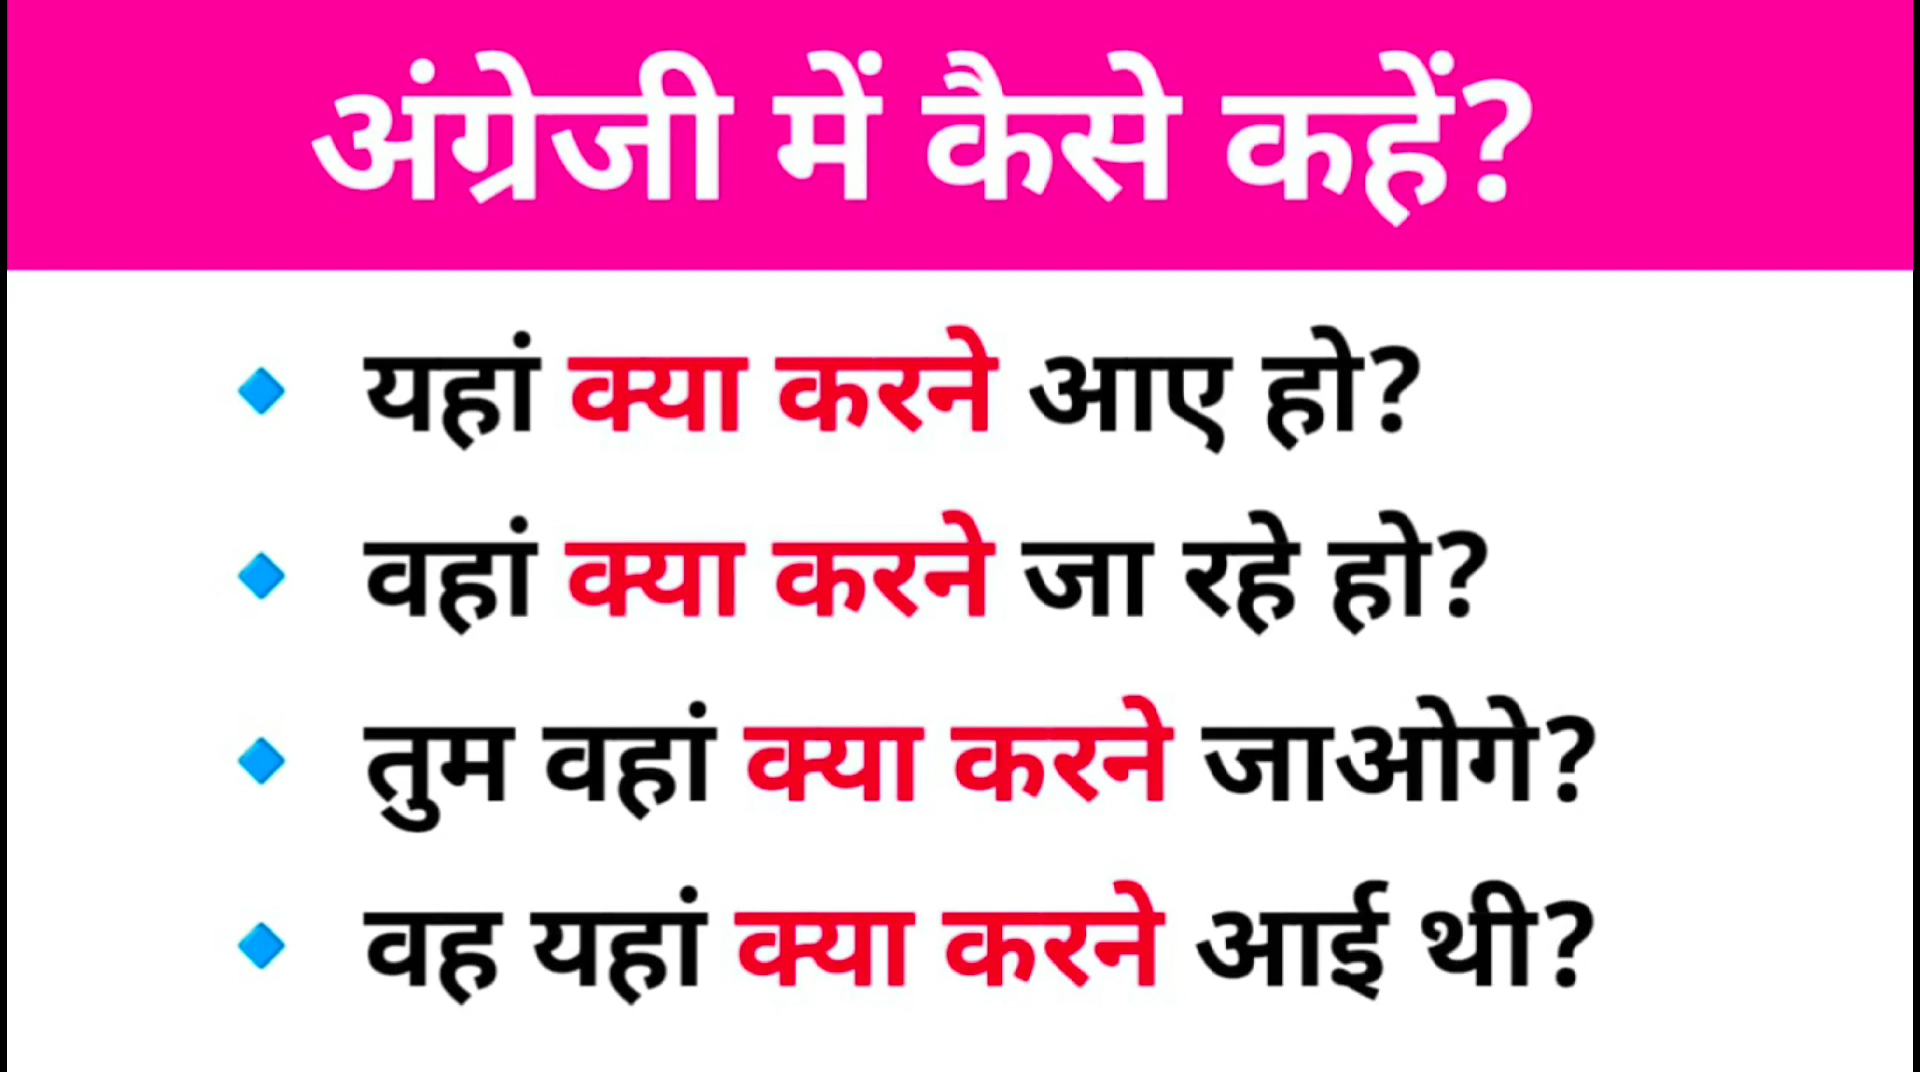 अंग्रेजी में कैसे कहें?
यहां क्या करने आए हो?
वहां क्या करने जा रहे हो?
तुम वहां क्या करने जाओगे?
वह यहां क्या करने आई थी?